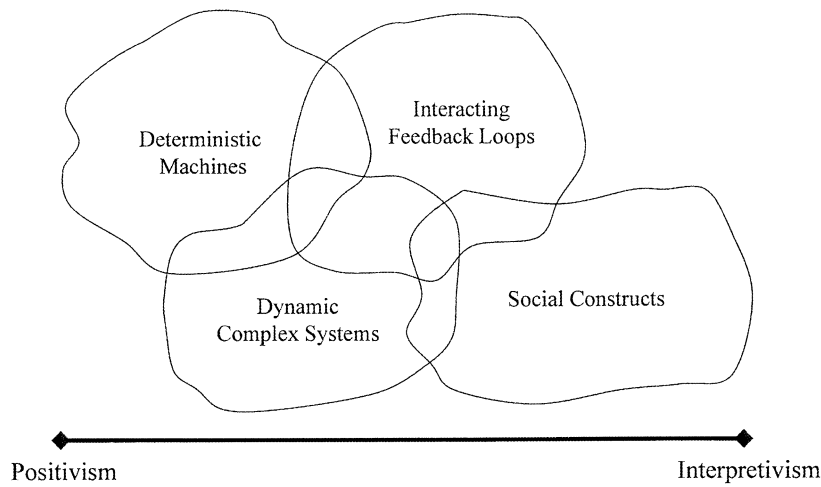 Interacting
Feedback Loops
Deterministic
Machines
Dynamic
Complex Systems
Social Constructs
Positivism
Interpretivism